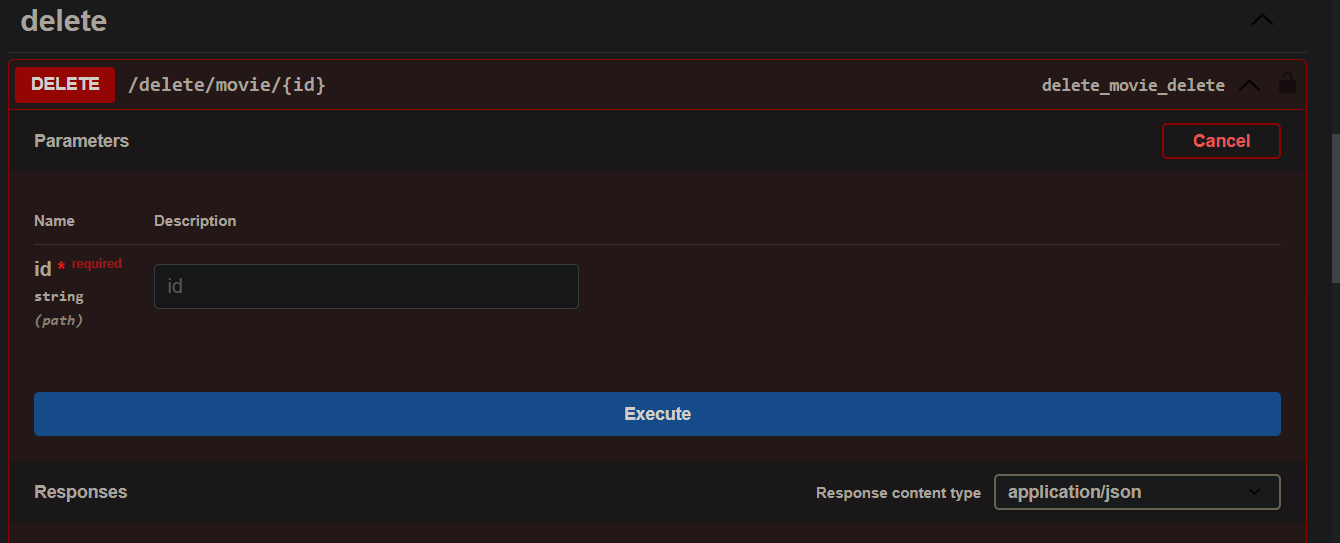 delete
DELETE /delete/movie/{id} delete_movie_delete
Parameters Cancel
Name Description
id * required
id
string
(path)
Execute
Responses Response content type application/json